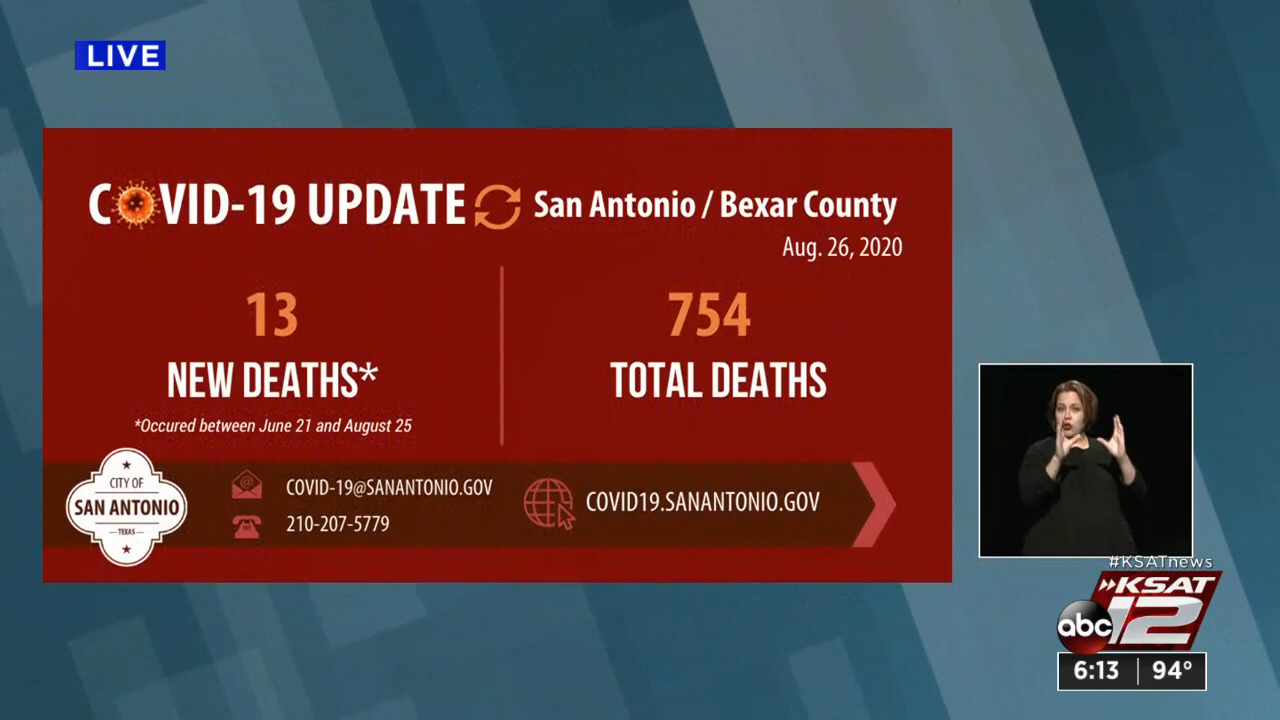 LIVE
COVID-19 UPDATE
San Antonio / Bexar County
Aug. 26, 2020
13
NEW DEATHS*
*Occured between June 21 and August 25
754
TOTAL DEATHS
CITY OF
SAN ANTONIO
TEXAS
COVID-19@SANANTONIO.GOV
210-207-5779
COVID19.SANANTONIO.GOV
#KSATnews
KSAT
abc 12
6:13 94°